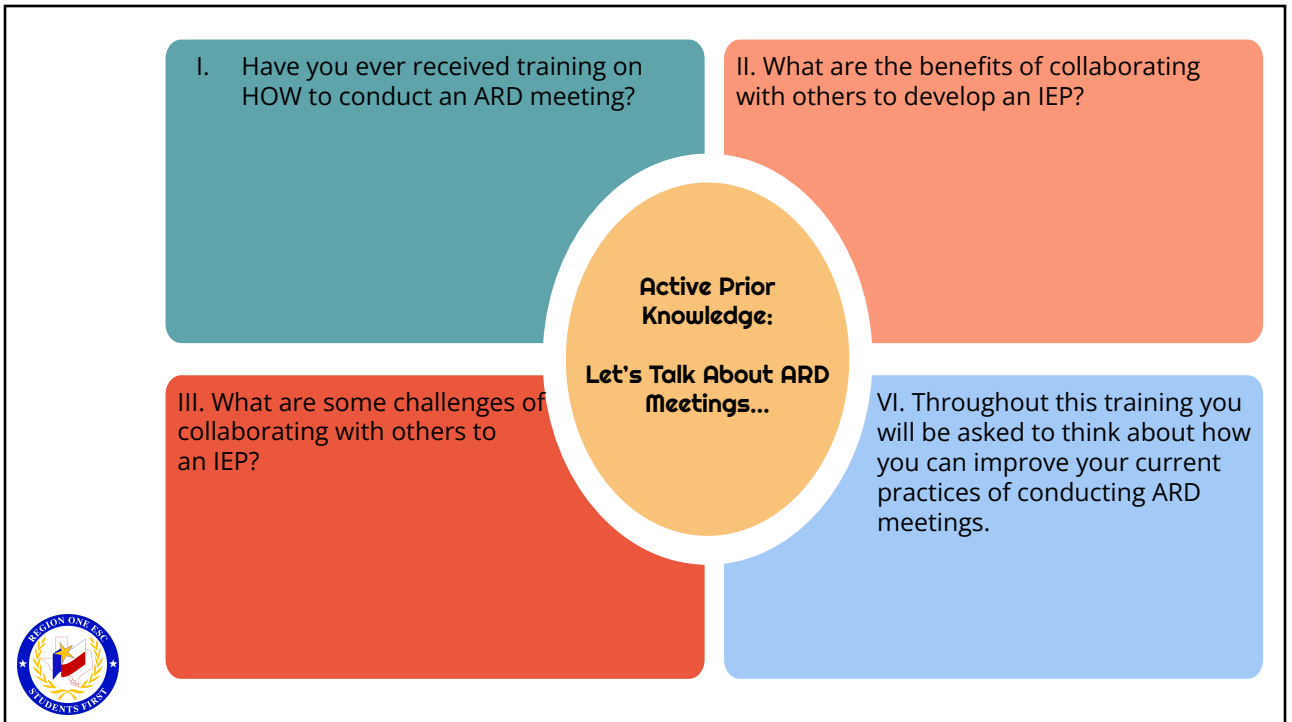 I. Have you ever received training on
HOW to conduct an ARD meeting?
II. What are the benefits of collaborating
with others to develop an IEP?
Active Prior
Knowledge:
Let's Talk About ARD
Meetings...
III. What are some challenges of
collaborating with others to
an IEP?
VI. Throughout this training you
will be asked to think about how
you can improve your current
practices of conducting ARD
meetings.
REGION ONE ESC
STUDENTS FIRST